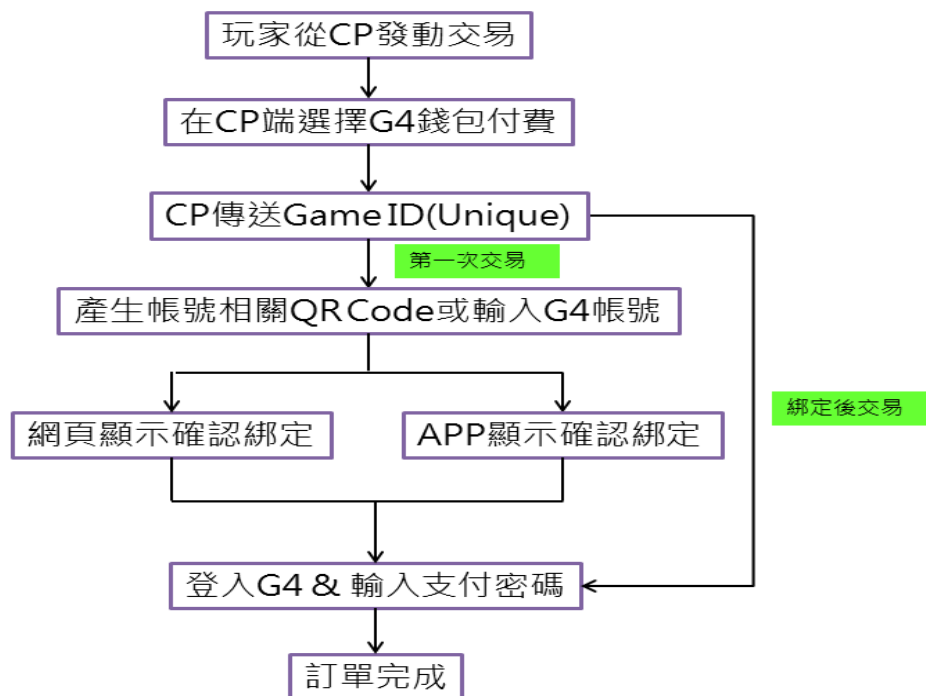 玩家從CP發動交易
在CP端選擇G4錢包付費
CP傳送Game ID(Unique)
第一次交易
產生帳號相關QR Code或輸入G4帳號
綁定後交易
網頁顯示確認綁定
APP顯示確認綁定
登入G4 & 輸入支付密碼
訂單完成